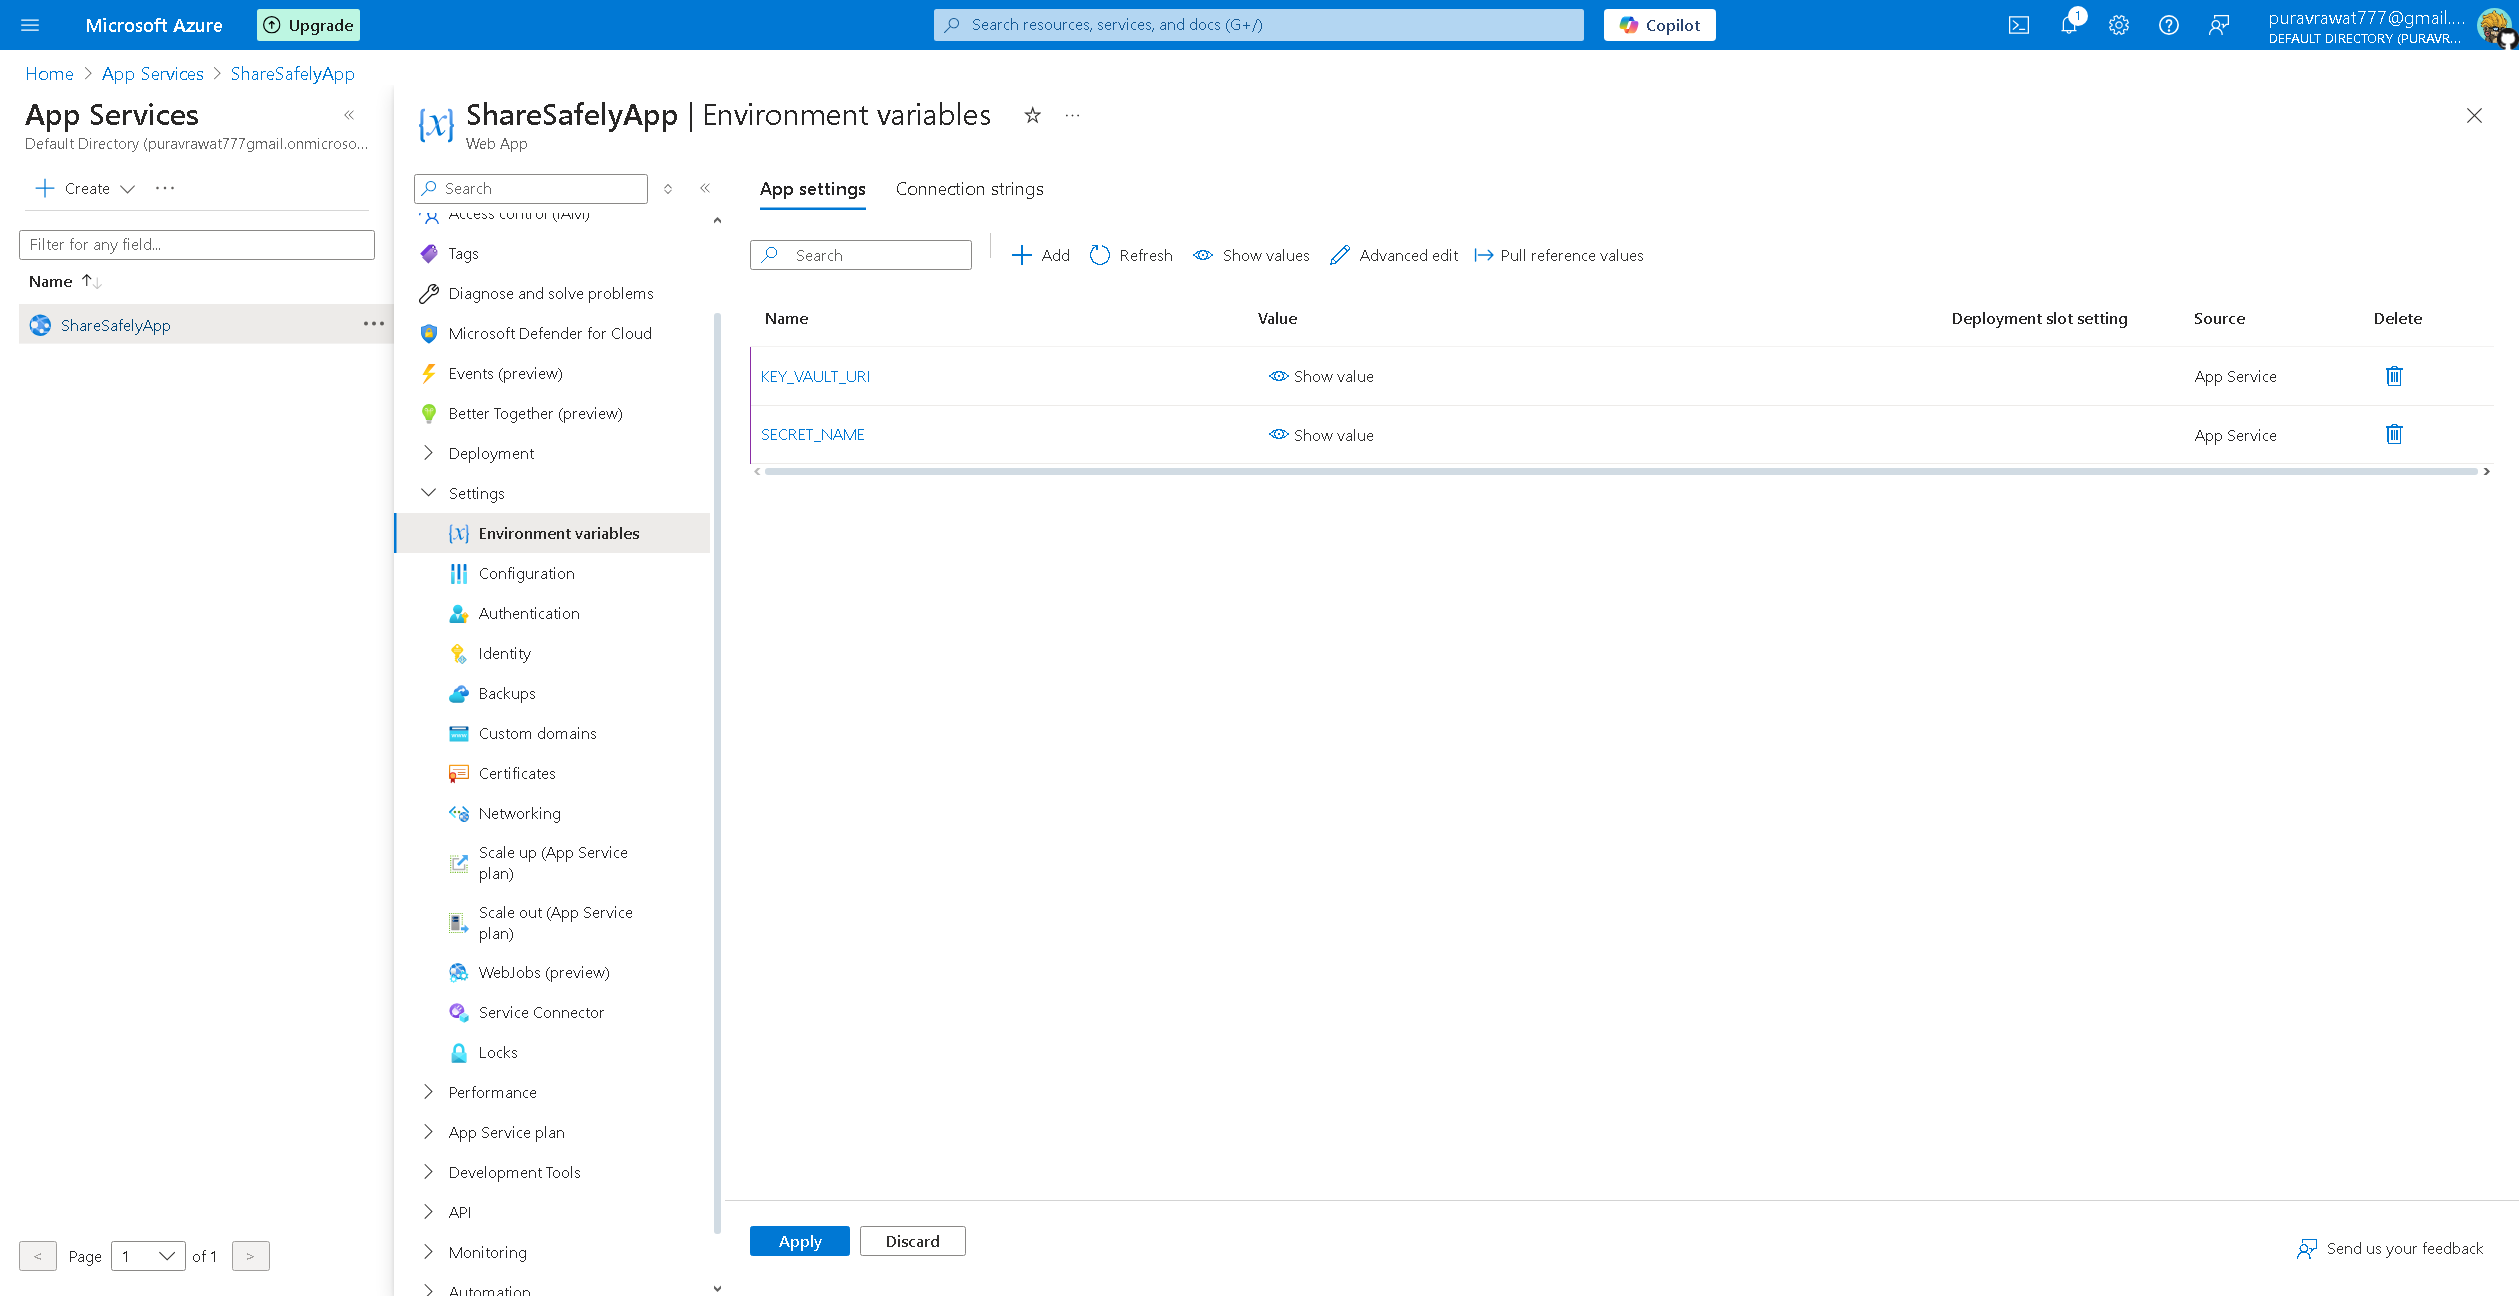 Microsoft Azure
Upgrade
Search resources, services, and docs (G+/)
Copilot
1
puravrawat777@gmail....
DEFAULT DIRECTORY (PURAVR...
Home > App Services > ShareSafelyApp
App Services
Default Directory (puravrawat777gmail.onmicroso...
Create
Filter for any field...
Name
ShareSafelyApp
< Page 1 of 1 >
ShareSafelyApp | Environment variables
Web App
Search
Access control (IAM)
Tags
Diagnose and solve problems
Microsoft Defender for Cloud
Events (preview)
Better Together (preview)
Deployment
Settings
Environment variables
Configuration
Authentication
Identity
Backups
Custom domains
Certificates
Networking
Scale up (App Service
plan)
Scale out (App Service
plan)
WebJobs (preview)
Service Connector
Locks
Performance
App Service plan
Development Tools
API
Monitoring
Automation
App settings Connection strings
Search Add Refresh Show values Advanced edit Pull reference values
Name Value Deployment slot setting Source Delete
KEY_VAULT_URI Show value App Service
SECRET_NAME Show value App Service
Apply Discard
Send us your feedback